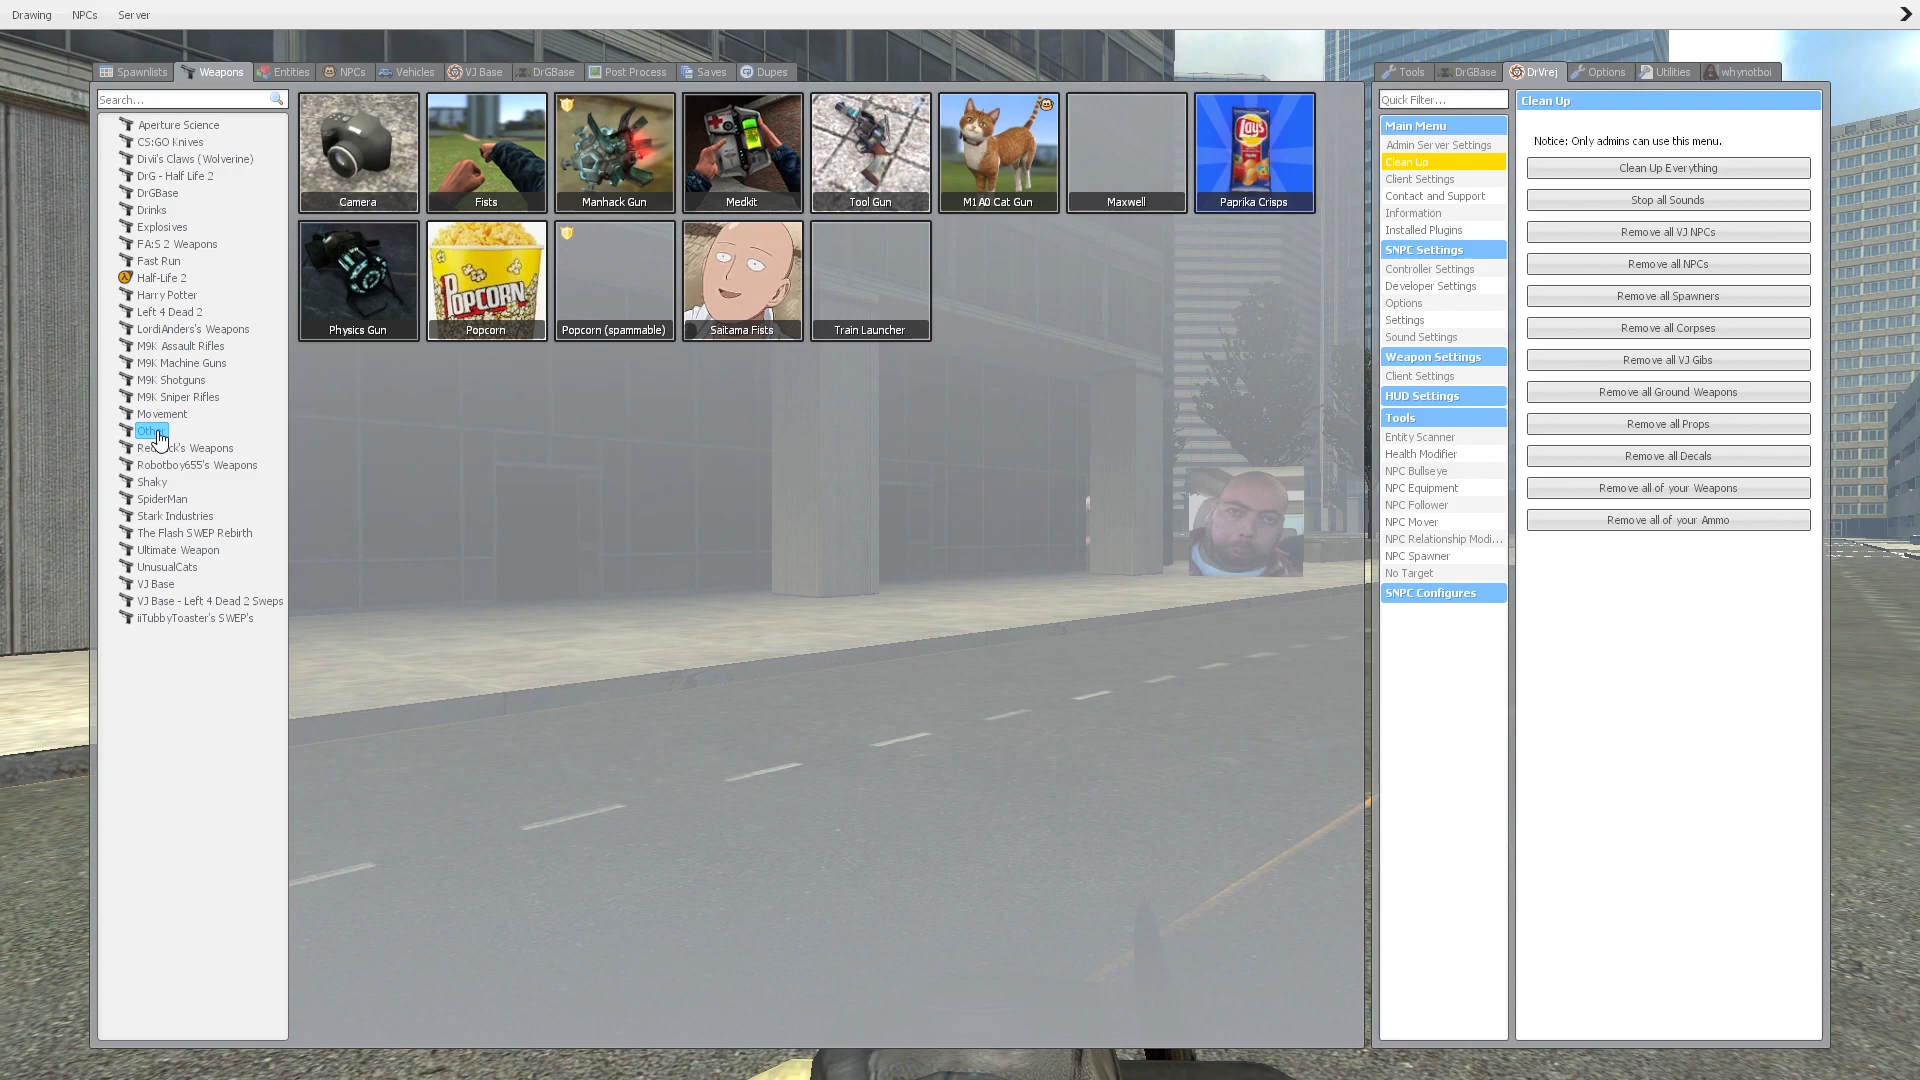 Drawing NPCs Server
Spawnlists Weapons Entities NPCs Vehicles VJ Base DrGBase Post Process Saves Dupes
Search...
Aperture Science
CS:GO Knives
Divii's Claws (Wolverine)
DrG - Half Life 2
DrGBase
Drinks
Explosives
FA:S 2 Weapons
Fast Run
Half-Life 2
Harry Potter
Left 4 Dead 2
LordiAnders's Weapons
M9K Assault Rifles
M9K Machine Guns
M9K Shotguns
M9K Sniper Rifles
Movement
Other
Weapons
Robotboy655's Weapons
Shaky
SpiderMan
Stark Industries
The Flash SWEP Rebirth
Ultimate Weapon
UnusualCats
VJ Base
VJ Base - Left 4 Dead 2 Sweps
iiTubbyToaster's SWEP's
Lay's
Camera Fists Manhack Gun Medkit Tool Gun M1A0 Cat Gun Maxwell Paprika Crisps
POPCORN
Physics Gun Popcorn Popcorn (spammable) Saitama Fists Train Launcher
Tools DrGBase DrVrej Options Utilities whynotboi
Quick Filter...
Main Menu
Admin Server Settings
Clean Up
Client Settings
Contact and Support
Information
Installed Plugins
SNPC Settings
Controller Settings
Developer Settings
Options
Settings
Sound Settings
Weapon Settings
Client Settings
HUD Settings
Tools
Entity Scanner
Health Modifier
NPC Bullseye
NPC Equipment
NPC Follower
NPC Mover
NPC Relationship Modi...
NPC Spawner
No Target
SNPC Configures
Clean Up
Notice: Only admins can use this menu.
Clean Up Everything
Stop all Sounds
Remove all VJ NPCs
Remove all NPCs
Remove all Spawners
Remove all Corpses
Remove all VJ Gibs
Remove all Ground Weapons
Remove all Props
Remove all Decals
Remove all of your Weapons
Remove all of your Ammo